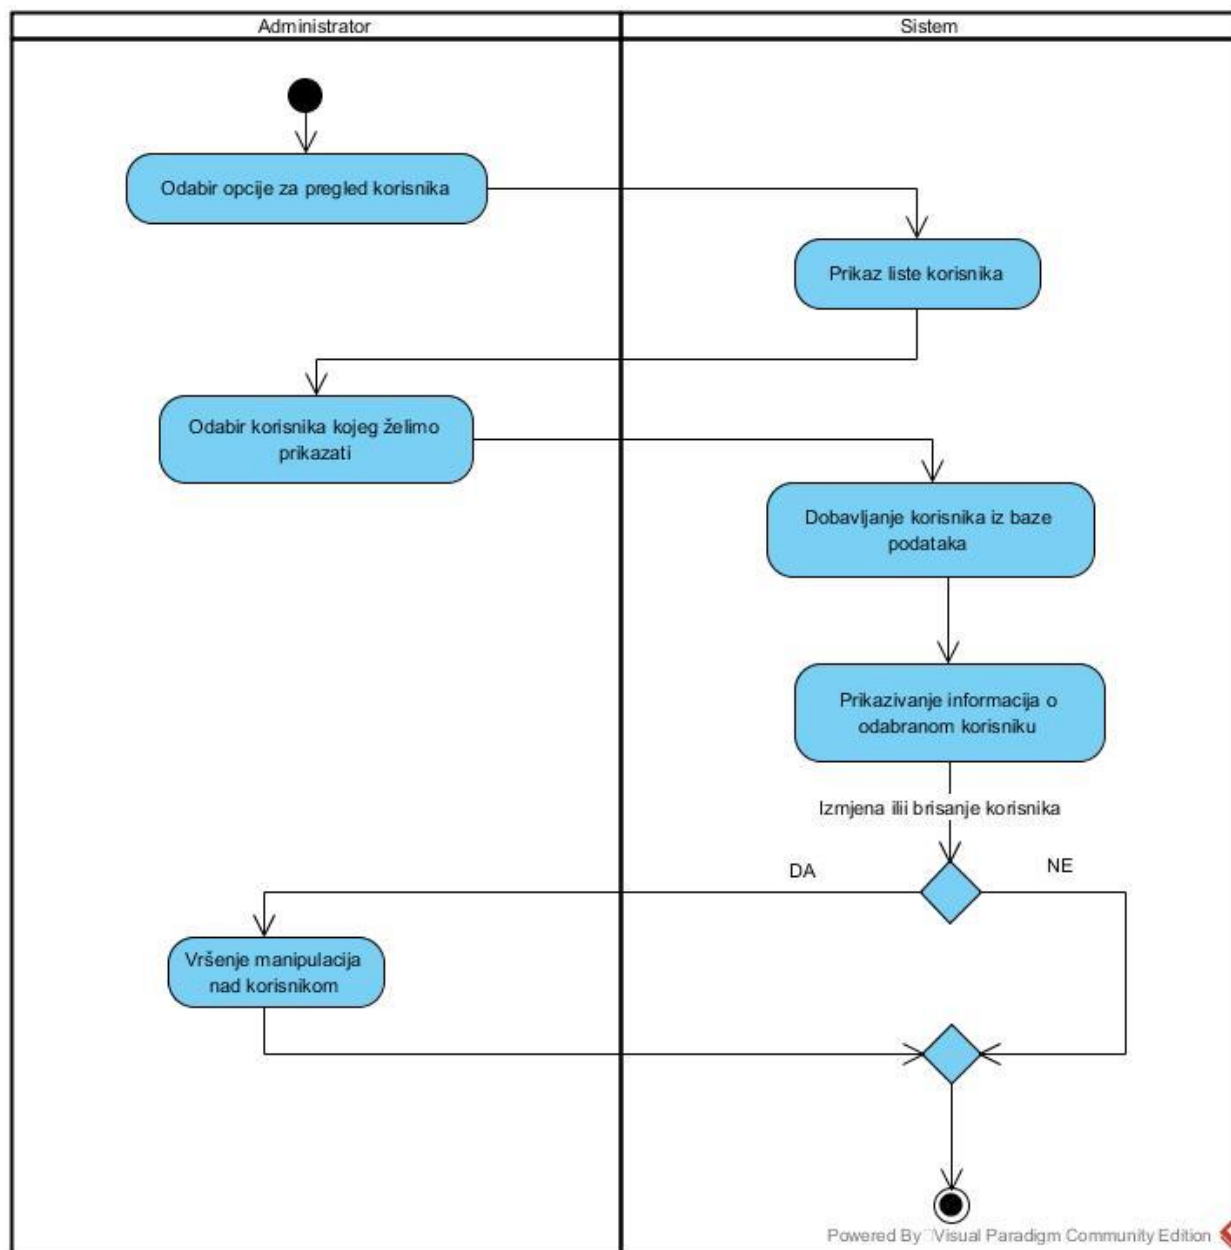 Administrator
Sistem
Odabir opcije za pregled korisnika
Prikaz liste korisnika
Odabir korisnika kojeg želimo
prikazati
Dobavljanje korisnika iz baze
podataka
Prikazivanje informacija o
odabranom korisniku
Izmjena ilii brisanje korisnika
DA
NE
Vršenje manipulacija
nad korisnikom
Powered By Visual Paradigm Community Edition